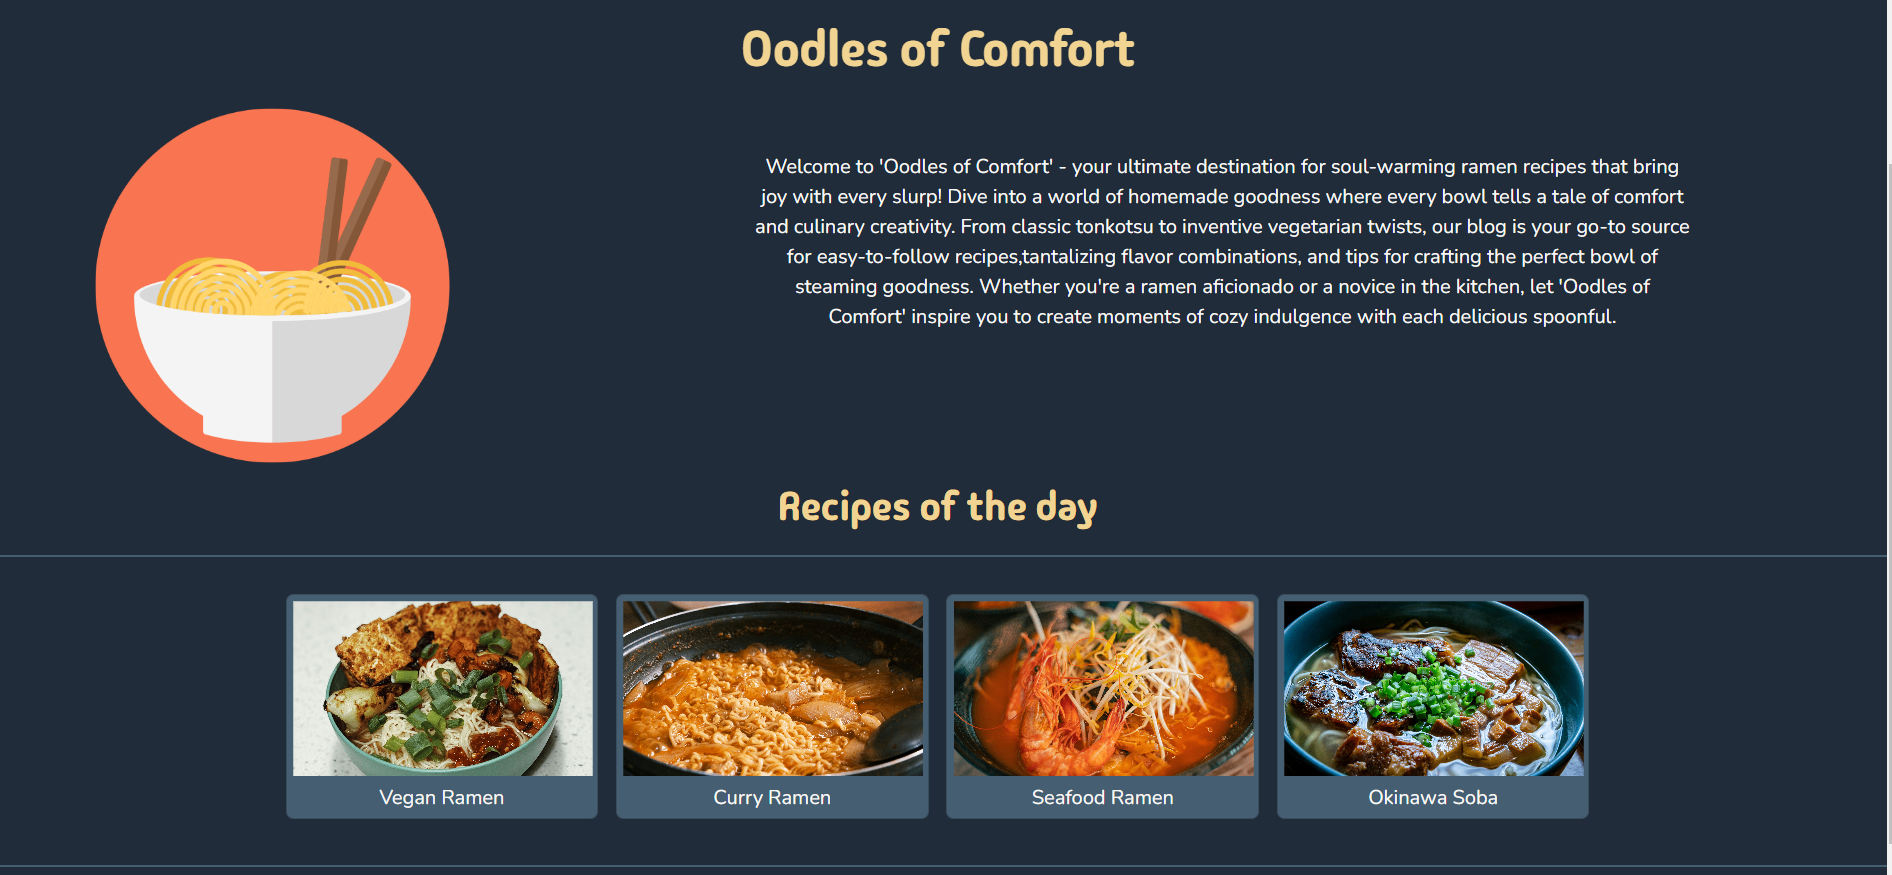 Oodles of Comfort
Welcome to 'Oodles of Comfort' - your ultimate destination for soul-warming ramen recipes that bring
joy with every slurp! Dive into a world of homemade goodness where every bowl tells a tale of comfort
and culinary creativity. From classic tonkotsu to inventive vegetarian twists, our blog is your go-to source
for easy-to-follow recipes,tantalizing flavor combinations, and tips for crafting the perfect bowl of
steaming goodness. Whether you're a ramen aficionado or a novice in the kitchen, let 'Oodles of
Comfort' inspire you to create moments of cozy indulgence with each delicious spoonful.
Recipes of the day
Vegan Ramen
Curry Ramen
Seafood Ramen
Okinawa Soba